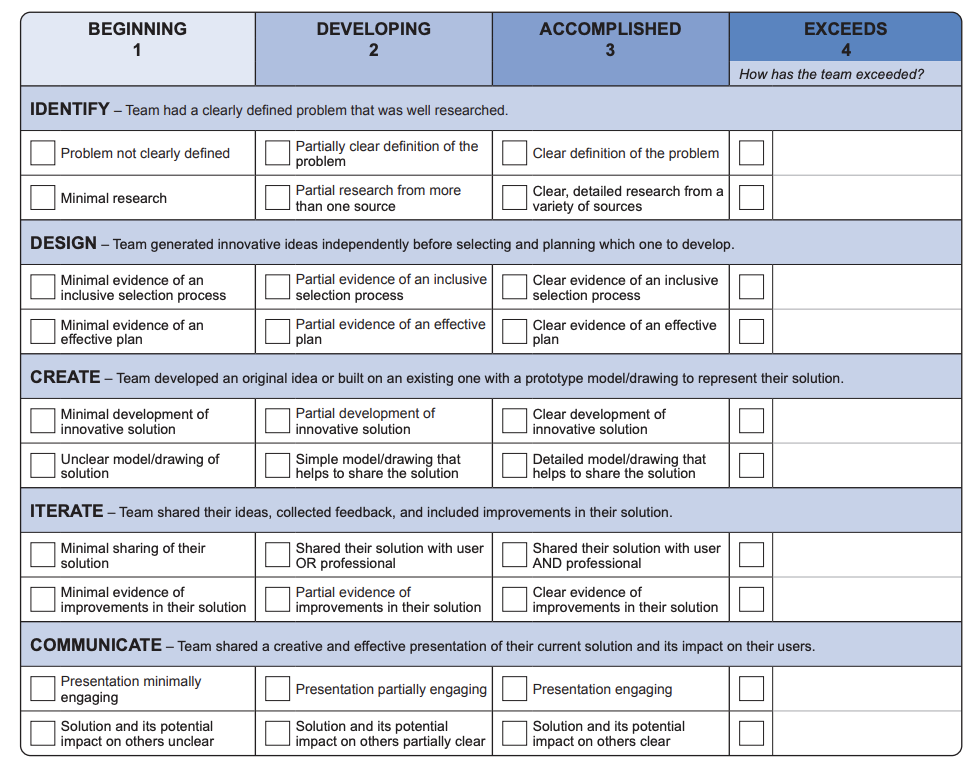 BEGINNING
1
DEVELOPING
2
ACCOMPLISHED
3
EXCEEDS
4
How has the team exceeded?
IDENTIFY – Team had a clearly defined problem that was well researched.
Problem not clearly defined
Partially clear definition of the
problem
Clear definition of the problem
Minimal research
Partial research from more
than one source
Clear, detailed research from a
variety of sources
DESIGN – Team generated innovative ideas independently before selecting and planning which one to develop.
Minimal evidence of an
inclusive selection process
Partial evidence of an inclusive
selection process
Clear evidence of an inclusive
selection process
Minimal evidence of an
effective plan
Partial evidence of an effective
plan
Clear evidence of an effective
plan
CREATE – Team developed an original idea or built on an existing one with a prototype model/drawing to represent their solution.
Minimal development of
innovative solution
Partial development of
innovative solution
Clear development of
innovative solution
Unclear model/drawing of
solution
Simple model/drawing that
helps to share the solution
Detailed model/drawing that
helps to share the solution
ITERATE – Team shared their ideas, collected feedback, and included improvements in their solution.
Minimal sharing of their
solution
Shared their solution with user
OR professional
Shared their solution with user
AND professional
Minimal evidence of
improvements in their solution
Partial evidence of
improvements in their solution
Clear evidence of
improvements in their solution
COMMUNICATE – Team shared a creative and effective presentation of their current solution and its impact on their users.
Presentation minimally
engaging
Presentation partially engaging
Presentation engaging
Solution and its potential
impact on others unclear
Solution and its potential
impact on others partially clear
Solution and its potential
impact on others clear